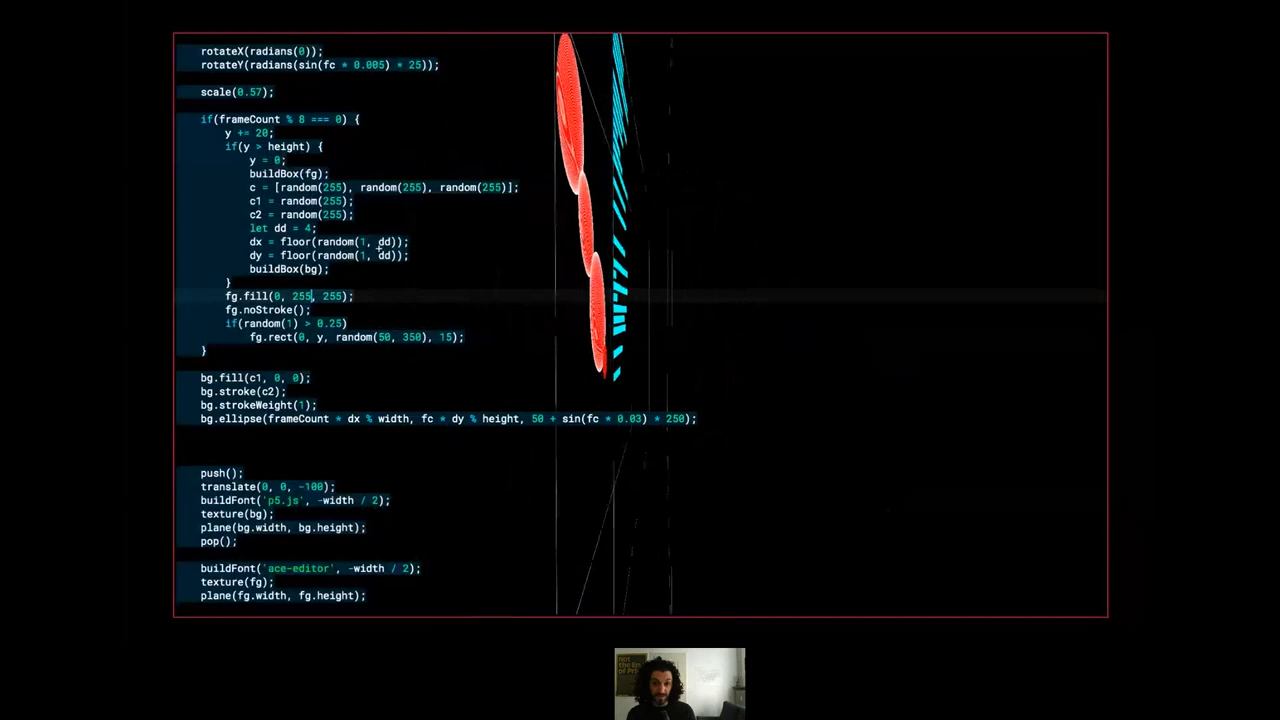 rotateX(radians(0));
rotateY(radians(sin(fc * 0.005) * 25));
scale(0.57);
if(frameCount % 8 === 0) {
y += 20;
if(y > height) {
y = 0;
buildBox(fg);
c = [random(255), random(255), random(255)];
c1 = random(255);
c2 = random(255);
let dd = 4;
dx = floor(random(1, dd));
dy = floor(random(1, dd));
buildBox(bg);
}
fg.fill(0, 255, 255);
fg.noStroke();
if(random(1) > 0.25)
fg.rect(0, y, random(50, 350), 15);
}
bg.fill(c1, 0, 0);
bg.stroke(c2);
bg.strokeWeight(1);
bg.ellipse(frameCount * dx % width, fc * dy % height, 50 + sin(fc * 0.03) * 250);
push();
translate(0, 0, -100);
buildFont('p5.js', -width / 2);
texture(bg);
plane(bg.width, bg.height);
pop();
buildFont('ace-editor', -width / 2);
texture(fg);
plane(fg.width, fg.height);
not
the En
of Pri